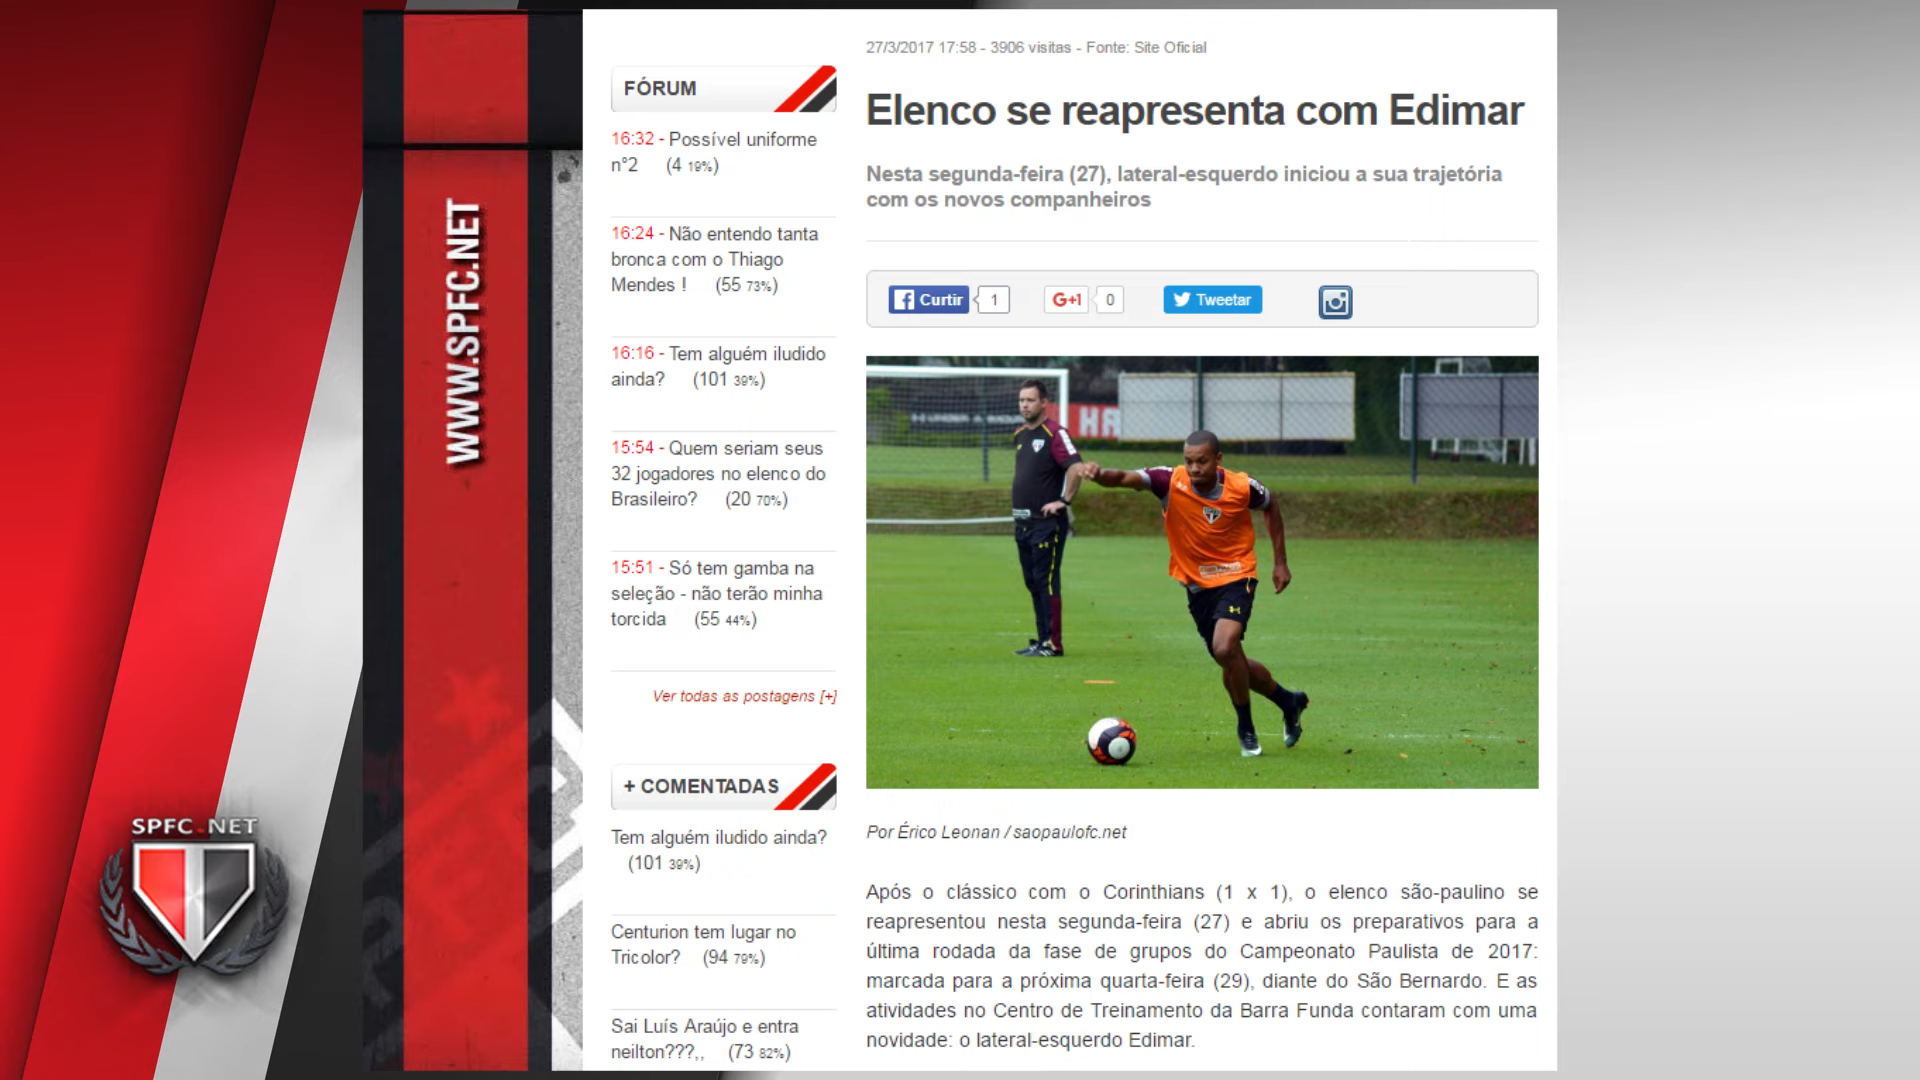 WWW.SPFC.NET
SPFC.NET
FÓRUM
16:32 - Possível uniforme
n°2 (4 19%)
16:24 - Não entendo tanta
bronca com o Thiago
Mendes ! (55 73%)
16:16 - Tem alguém iludido
ainda? (101 39%)
15:54 - Quem seriam seus
32 jogadores no elenco do
Brasileiro? (20 70%)
15:51 - Só tem gamba na
seleção - não terão minha
torcida (55 44%)
Ver todas as postagens [+]
+ COMENTADAS
Tem alguém iludido ainda?
(101 39%)
Centurion tem lugar no
Tricolor? (94 79%)
Sai Luís Araújo e entra
neilton???,, (73 82%)
27/3/2017 17:58 - 3906 visitas - Fonte: Site Oficial
Elenco se reapresenta com Edimar
Nesta segunda-feira (27), lateral-esquerdo iniciou a sua trajetória
com os novos companheiros
Curtir 1 G+1 0 Tweetar
HA
Por Érico Leonan / saopaulofc.net
Após o clássico com o Corinthians (1 x 1), o elenco são-paulino se
reapresentou nesta segunda-feira (27) e abriu os preparativos para a
última rodada da fase de grupos do Campeonato Paulista de 2017:
marcada para a próxima quarta-feira (29), diante do São Bernardo. E as
atividades no Centro de Treinamento da Barra Funda contaram com uma
novidade: o lateral-esquerdo Edimar.